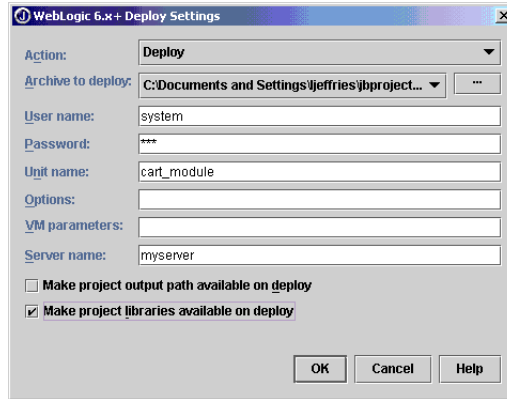 WebLogic 6.x+ Deploy Settings
Action: Deploy
Archive to deploy: C:\Documents and Settings\ljeffries\jbproject... ...
User name: system
Password: ***
Unit name: cart_module
Options:
VM parameters:
Server name: myserver
Make project output path available on deploy
Make project libraries available on deploy
OK Cancel Help